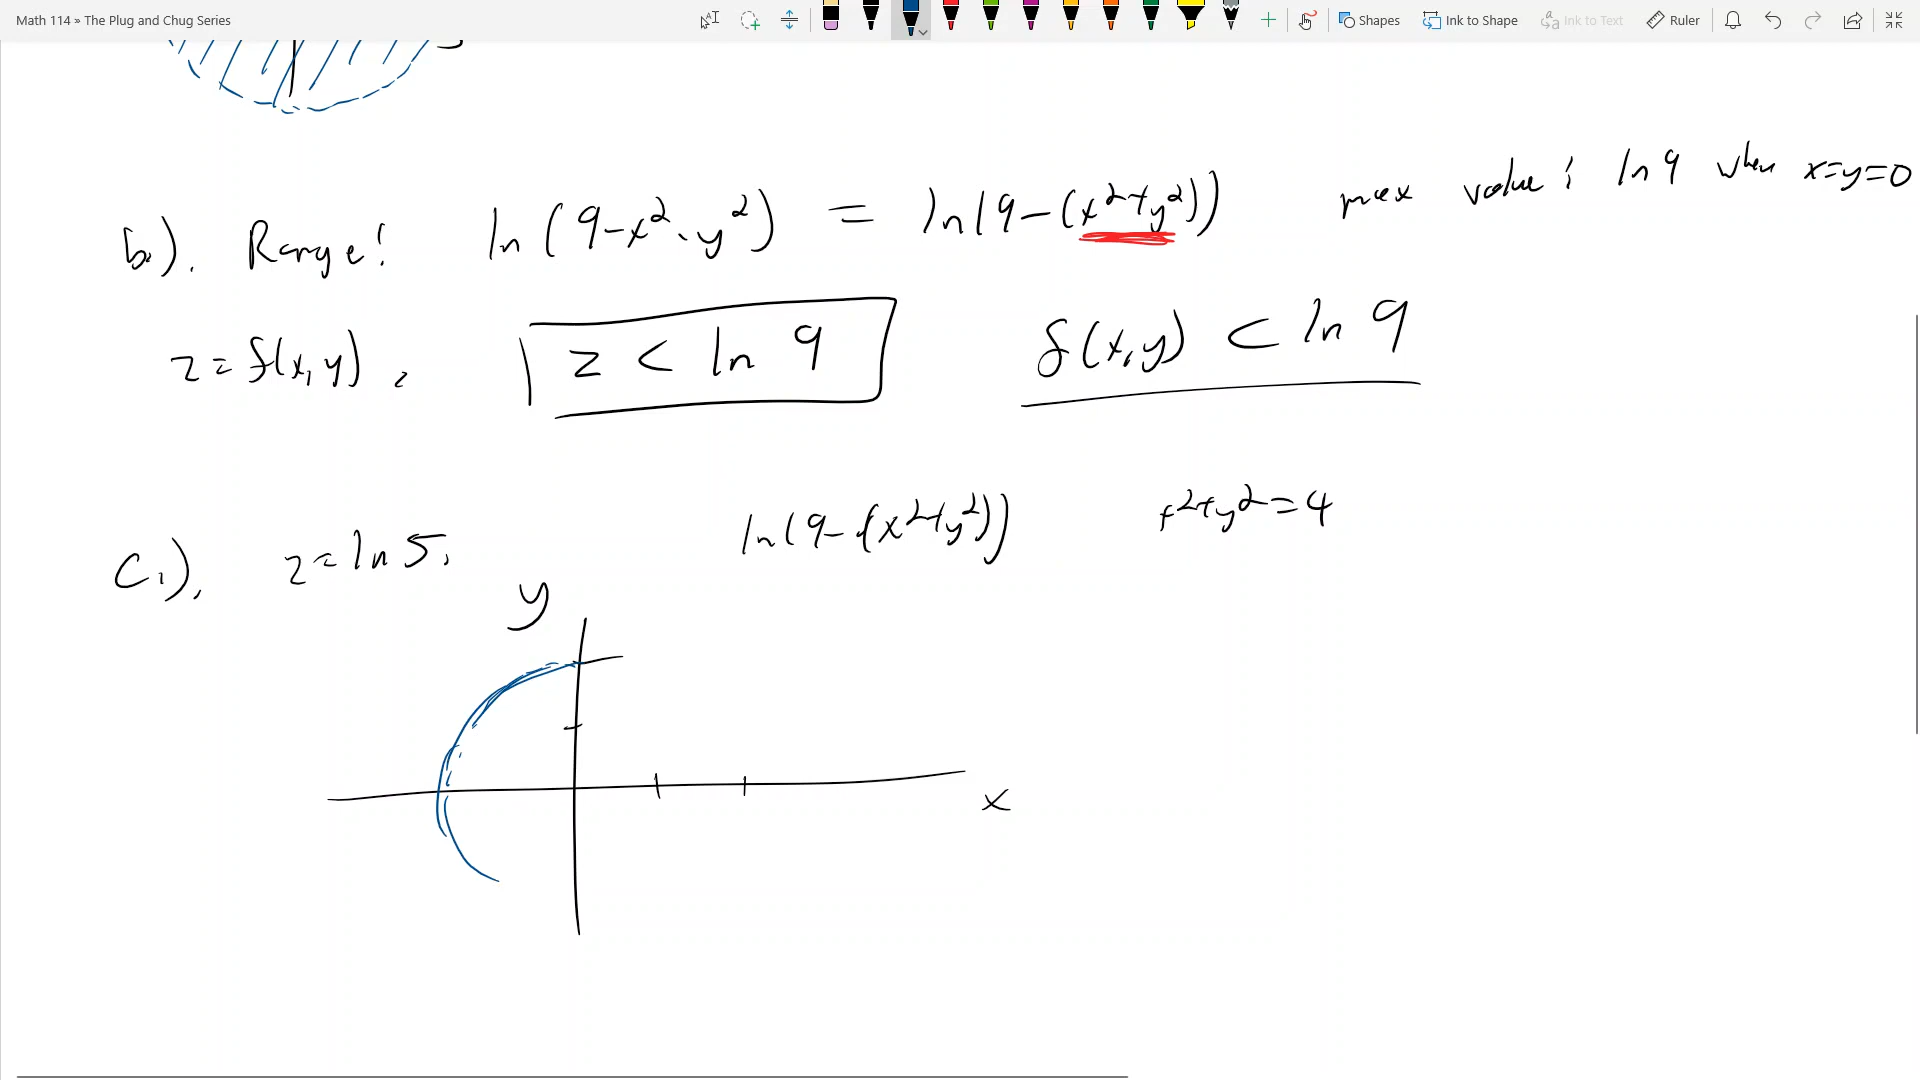 Math 114 » The Plug and Chug Series
Shapes
Ink to Shape
Ink to Text
Ruler
3
b.). Range: ln(9-x²-y²) = ln(9-(x²+y²)) max value: ln 9 when x=y=0
z=f(x,y). z < ln 9 f(x,y) < ln 9
C.). z=ln 5. ln(9-(x²+y²)) x²+y²=4
y
x